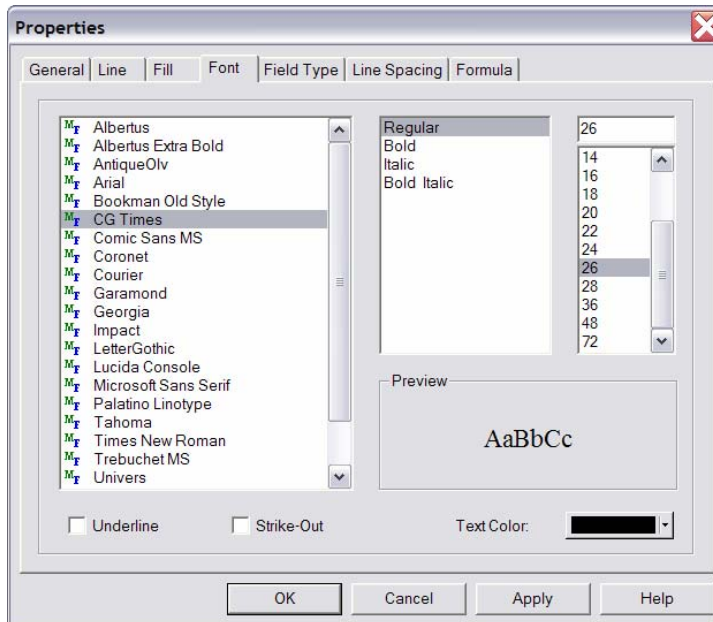 Properties
General Line Fill Font Field Type Line Spacing Formula
Albertus
Albertus Extra Bold
AntiqueOlv
Arial
Bookman Old Style
CG Times
Comic Sans MS
Coronet
Courier
Garamond
Georgia
Impact
LetterGothic
Lucida Console
Microsoft Sans Serif
Palatino Linotype
Tahoma
Times New Roman
Trebuchet MS
Univers
Regular
Bold
Italic
Bold Italic
26
14
16
18
20
22
24
26
28
36
48
72
Preview
AaBbCc
Underline Strike-Out Text Color:
OK Cancel Apply Help